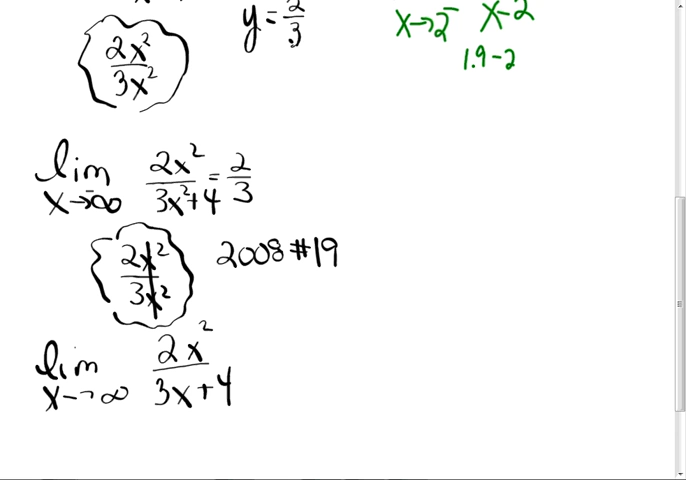 y = 2/3
2x²/3x²
x→2⁻ x-2
1.9-2
lim x→-∞ 2x²/3x²+4 = 2/3
2x²/3x² 2008 #19
lim x→-∞ 2x²/3x+4